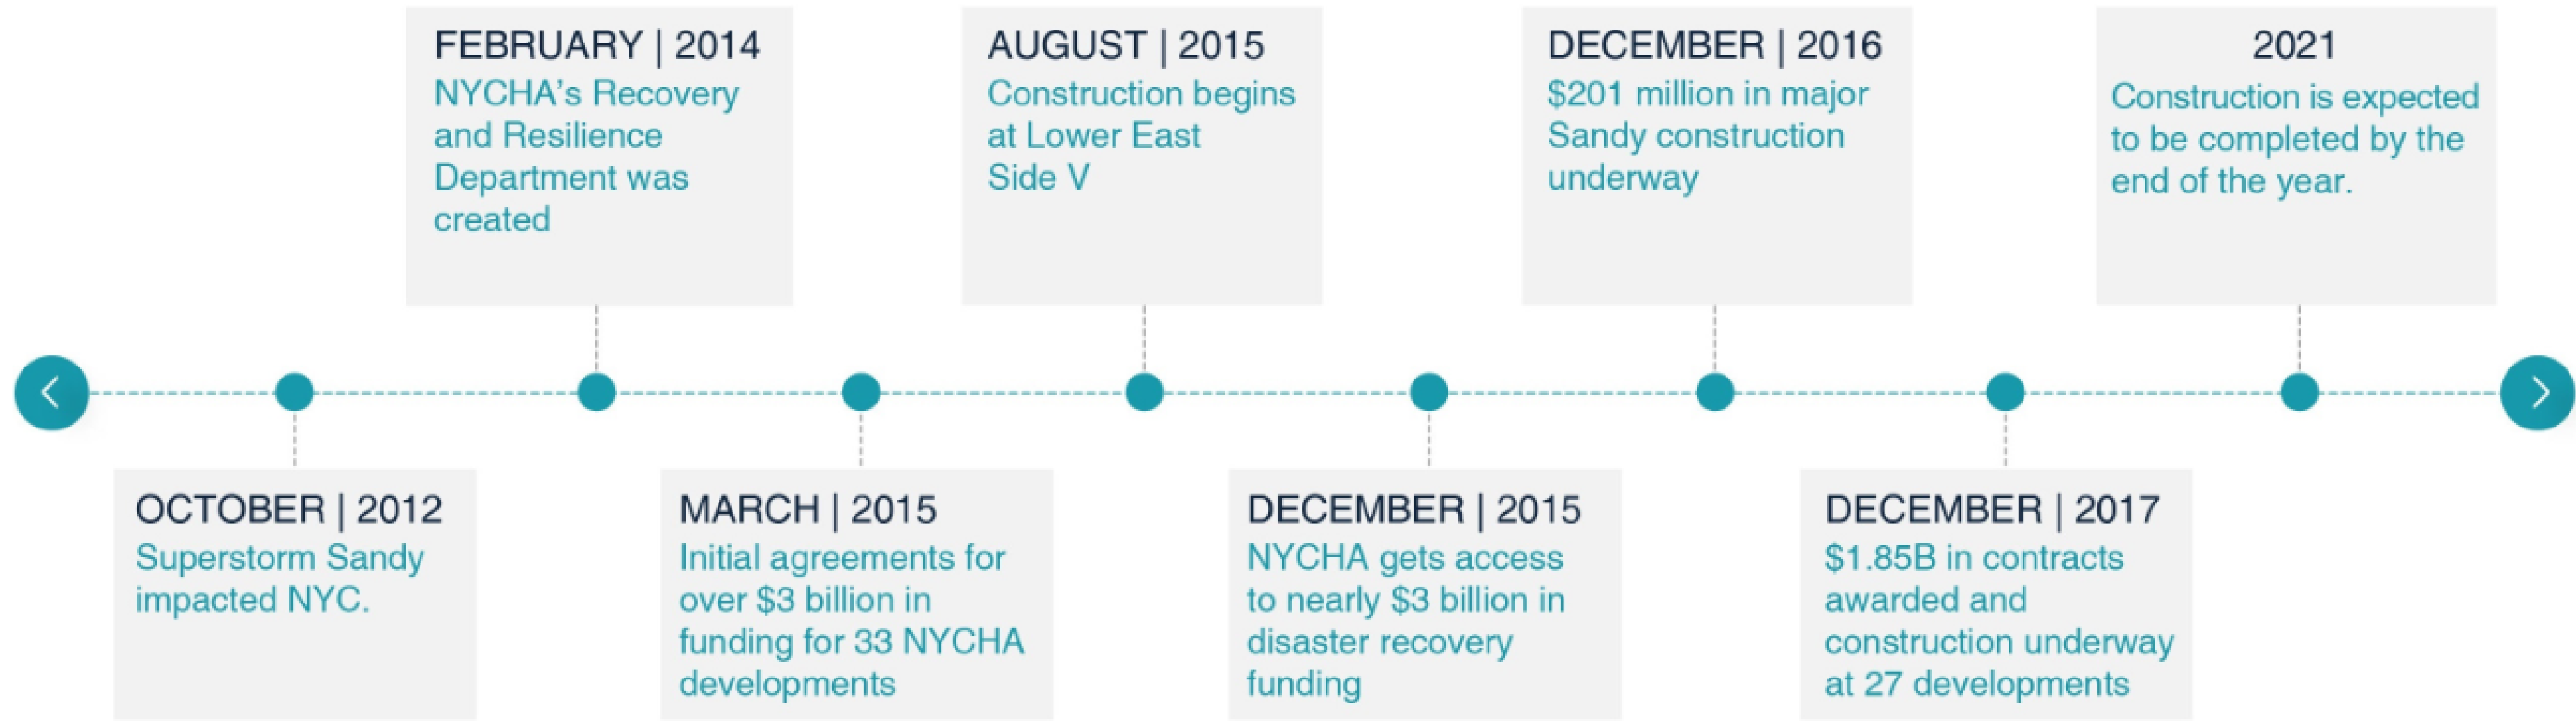 OCTOBER | 2012
Superstorm Sandy
impacted NYC.
FEBRUARY | 2014
NYCHA's Recovery
and Resilience
Department was
created
MARCH | 2015
Initial agreements for
over $3 billion in
funding for 33 NYCHA
developments
AUGUST | 2015
Construction begins
at Lower East
Side V
DECEMBER | 2015
NYCHA gets access
to nearly $3 billion in
disaster recovery
funding
DECEMBER | 2016
$201 million in major
Sandy construction
underway
DECEMBER | 2017
$1.85B in contracts
awarded and
construction underway
at 27 developments
2021
Construction is expected
to be completed by the
end of the year.